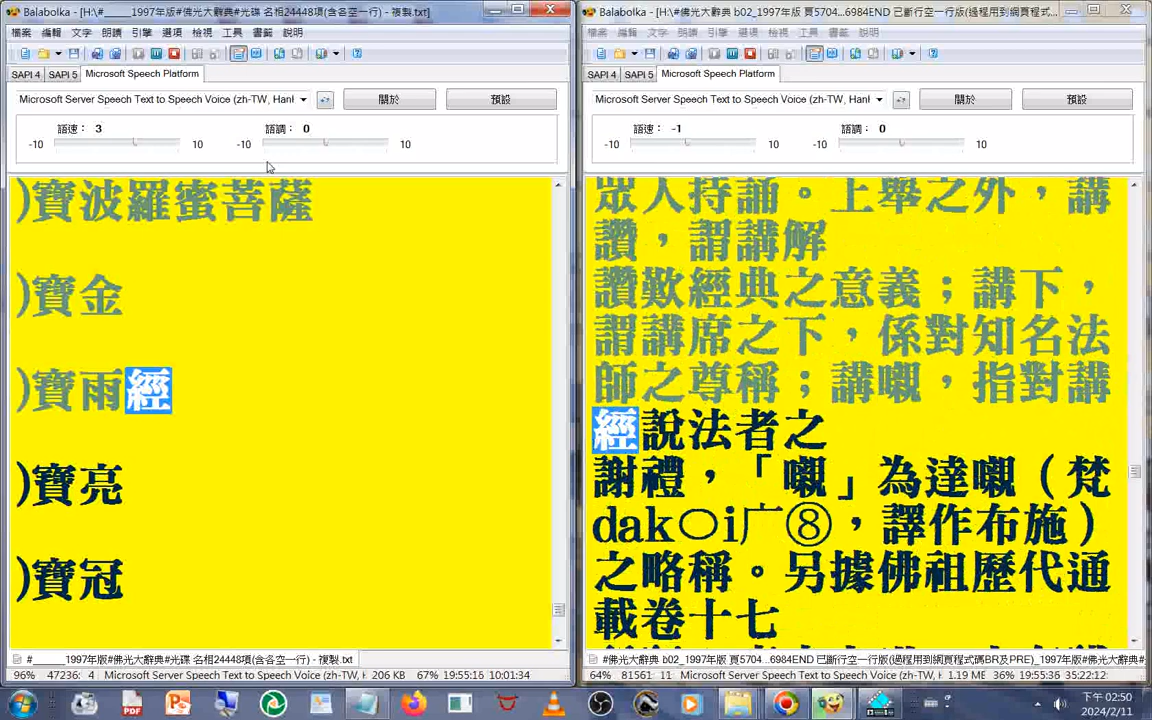 Balabolka - [H:\#_____1997年版#佛光大辭典#光碟 名相24448項(含各空一行) - 複製.txt]
檔案 編輯 文字 朗讀 引擎 選項 檢視 工具 書籤 說明
SAPI 4 SAPI 5 Microsoft Speech Platform
Microsoft Server Speech Text to Speech Voice (zh-TW, Hanl
關於 預設
語速： 3 語調： 0
-10 10 -10 10
)寶波羅蜜菩薩
)寶金
)寶雨經
)寶亮
)寶冠
#_____1997年版#佛光大辭典#光碟 名相24448項(含各空一行) - 複製.txt
96% 47236: 4 Microsoft Server Speech Text to Speech Voice (zh-TW, H 206 KB 67% 19:55:16 10:01:34
Balabolka - [H:\#佛光大辭典 b02_1997年版 頁5704...6984END 已斷行空一行版(過程用到網頁程式...
檔案 編輯 文字 朗讀 引擎 選項 檢視 工具 書籤 說明
SAPI 4 SAPI 5 Microsoft Speech Platform
Microsoft Server Speech Text to Speech Voice (zh-TW, Hanl
關於 預設
語速： -1 語調： 0
-10 10 -10 10
眾人持誦。上舉之外，講
讚，謂講解
讚歎經典之意義；講下，
謂講席之下，係對知名法
師之尊稱；講嚫，指對講
經說法者之
謝禮，「嚫」為達嚫（梵
dak〇i广⑧，譯作布施）
之略稱。另據佛祖歷代通
載卷十七
#佛光大辭典 b02_1997年版 頁5704...6984END 已斷行空一行版(過程用到網頁程式碼BR及PRE)_1997年版#佛光大辭典#
64% 81561: 11 Microsoft Server Speech Text to Speech Voice (zh-TW, H 1.19 ME 36% 19:55:36 35:22:12
下午 02:50
2024/2/11